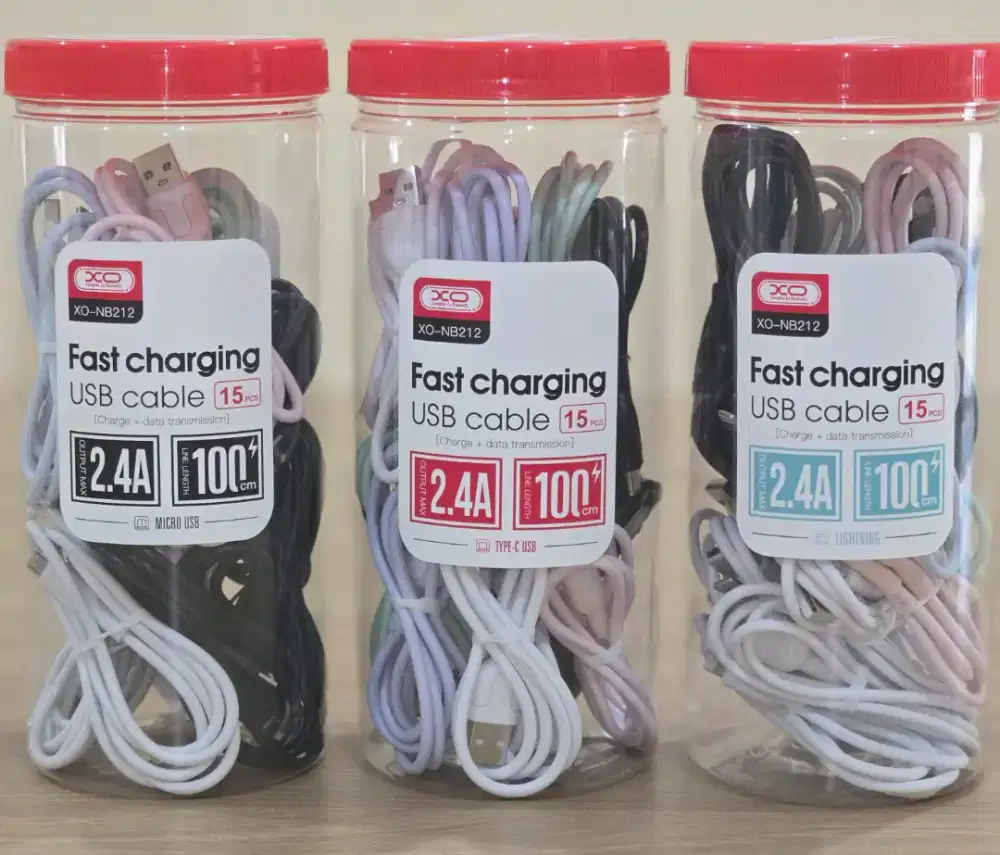 XO
XO-NB212
Fast charging
USB cable 15 PCS
[Charge + data transmission]
OUTPUT MAX 2.4A LINE LENGTH 100cm
MICRO USB
XO
XO-NB212
Fast charging
USB cable 15 PCS
[Charge + data transmission]
OUTPUT MAX 2.4A LINE LENGTH 100cm
TYPE-C USB
XO
XO-NB212
Fast charging
USB cable 15 PCS
[Charge + data transmission]
OUTPUT MAX 2.4A LINE LENGTH 100cm
LIGHTNING